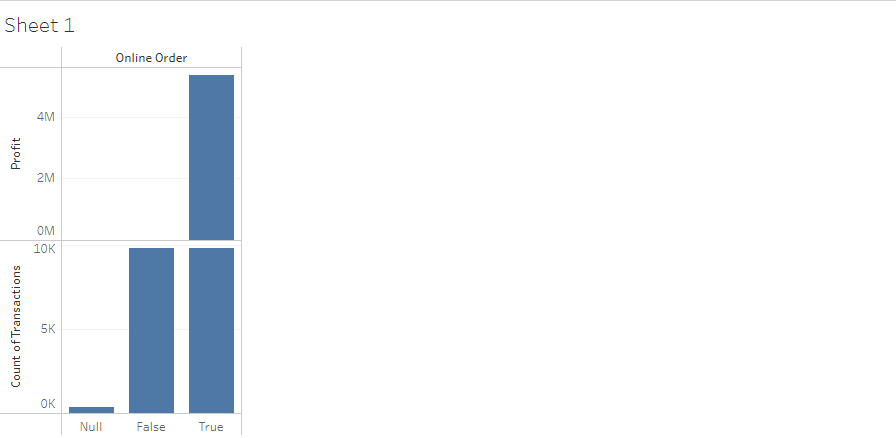 Sheet 1
Online Order
Profit
4M
2M
0M
Count of Transactions
10K
5K
0K
Null False True